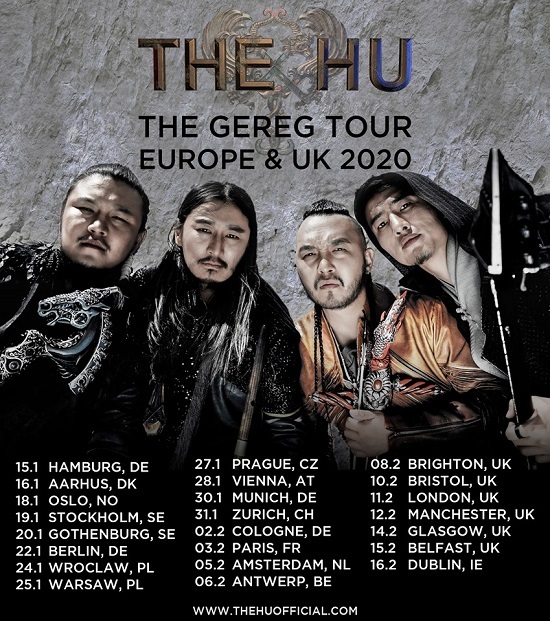 THE HU
THE GEREG TOUR
EUROPE & UK 2020
15.1 HAMBURG, DE
16.1 AARHUS, DK
18.1 OSLO, NO
19.1 STOCKHOLM, SE
20.1 GOTHENBURG, SE
22.1 BERLIN, DE
24.1 WROCLAW, PL
25.1 WARSAW, PL
27.1 PRAGUE, CZ
28.1 VIENNA, AT
30.1 MUNICH, DE
31.1 ZURICH, CH
02.2 COLOGNE, DE
03.2 PARIS, FR
05.2 AMSTERDAM, NL
06.2 ANTWERP, BE
08.2 BRIGHTON, UK
10.2 BRISTOL, UK
11.2 LONDON, UK
12.2 MANCHESTER, UK
14.2 GLASGOW, UK
15.2 BELFAST, UK
16.2 DUBLIN, IE
WWW.THEHUOFFICIAL.COM